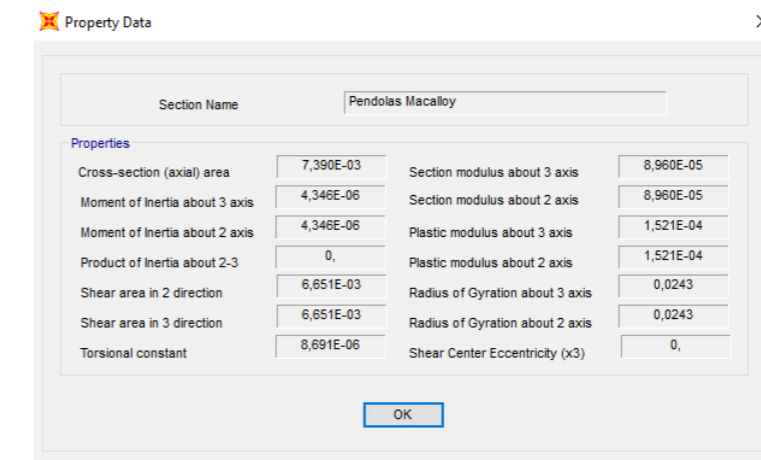 Property Data
Section Name Pendolas Macalloy
Properties
Cross-section (axial) area 7,390E-03 Section modulus about 3 axis 8,960E-05
Moment of Inertia about 3 axis 4,346E-06 Section modulus about 2 axis 8,960E-05
Moment of Inertia about 2 axis 4,346E-06 Plastic modulus about 3 axis 1,521E-04
Product of Inertia about 2-3 0, Plastic modulus about 2 axis 1,521E-04
Shear area in 2 direction 6,651E-03 Radius of Gyration about 3 axis 0,0243
Shear area in 3 direction 6,651E-03 Radius of Gyration about 2 axis 0,0243
Torsional constant 8,691E-06 Shear Center Eccentricity (x3) 0,
OK